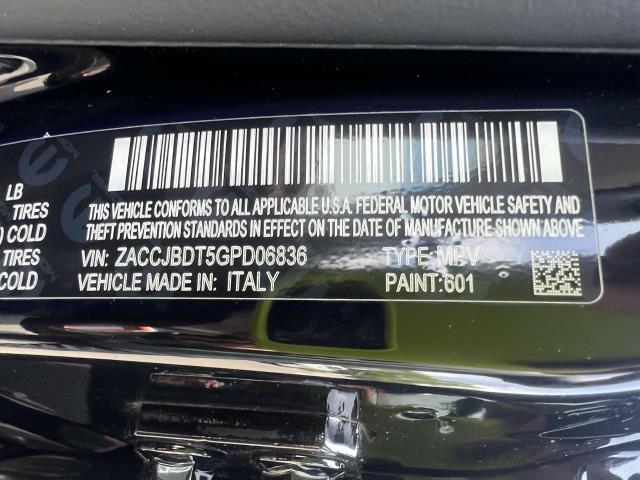 LB
TIRES
) COLD
TIRES
COLD
THIS VEHICLE CONFORMS TO ALL APPLICABLE U.S.A. FEDERAL MOTOR VEHICLE SAFETY AND
THEFT PREVENTION STANDARDS IN EFFECT ON THE DATE OF MANUFACTURE SHOWN ABOVE
VIN: ZACCJBDT5GPD06836 TYPE: MPV
VEHICLE MADE IN: ITALY PAINT:601